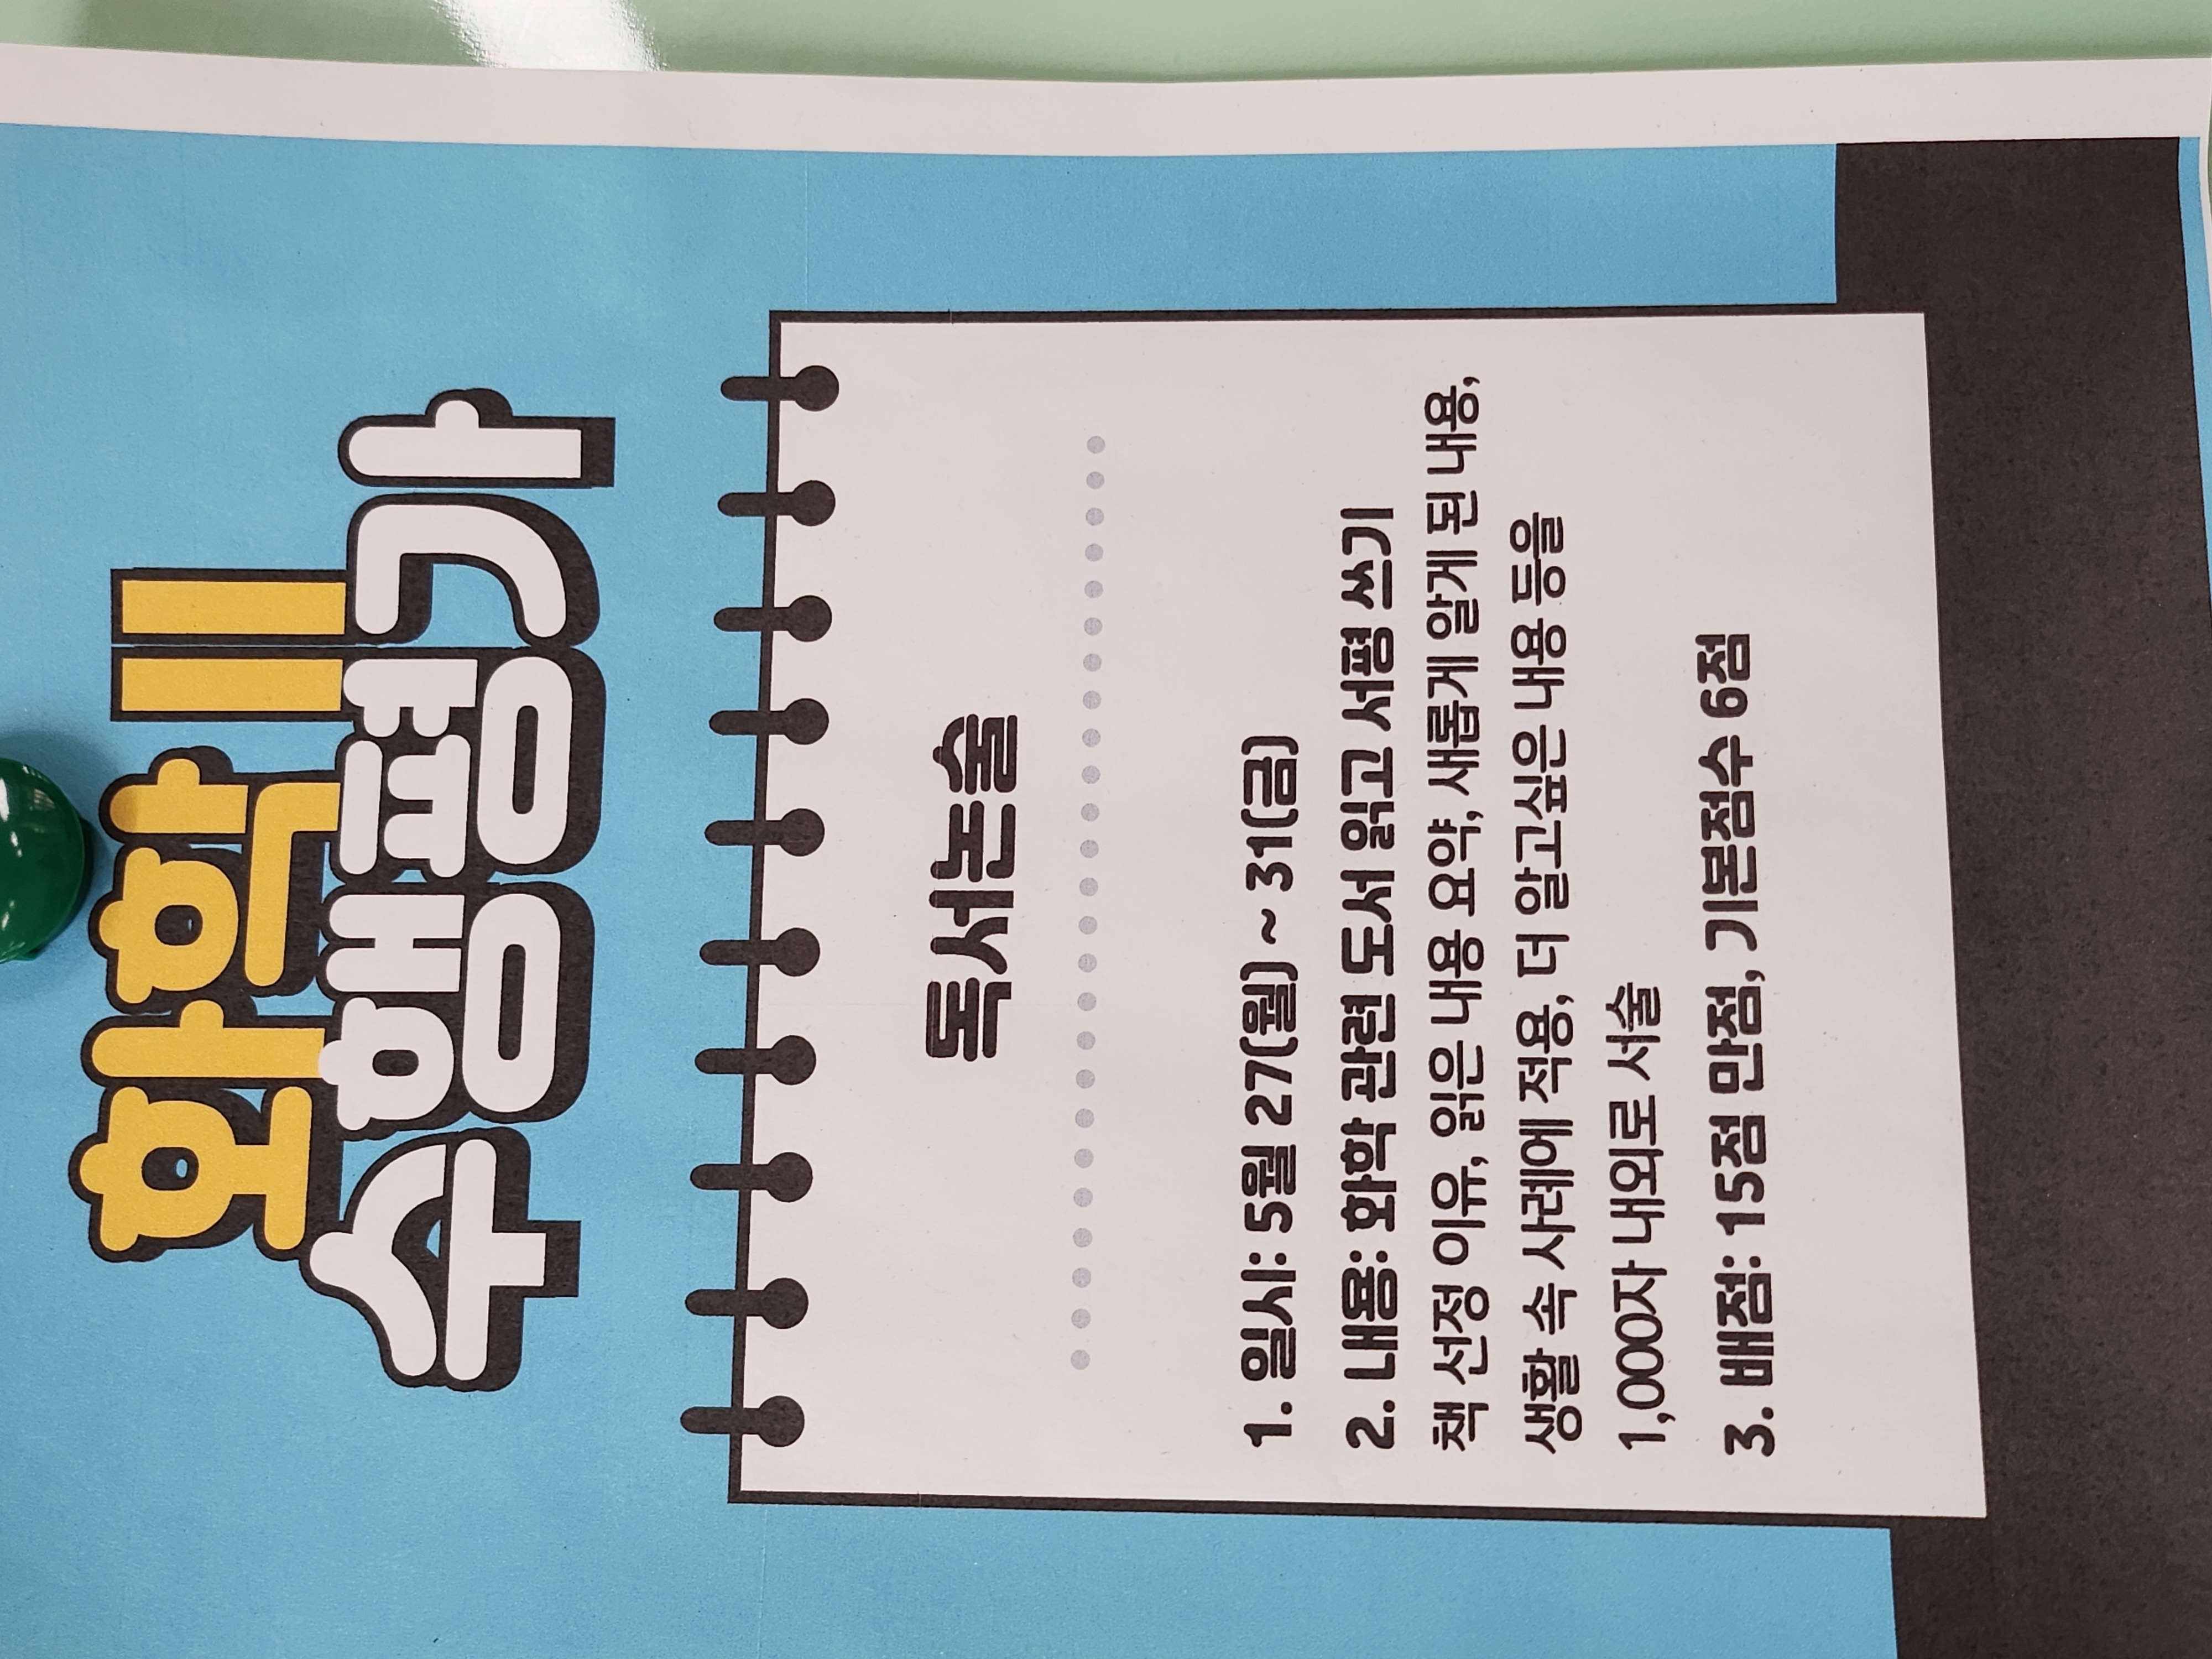 화학 II
수행평가
독서논술
1. 일시: 5월 27(월) ~ 31(금)
2. 내용: 화학 관련 도서 읽고 서평 쓰기
책 선정 이유, 읽은 내용 요약, 새롭게 알게 된 내용,
생활 속 사례에 적용, 더 알고싶은 내용 등을
1,000자 내외로 서술
3. 배점: 15점 만점, 기본점수 6점